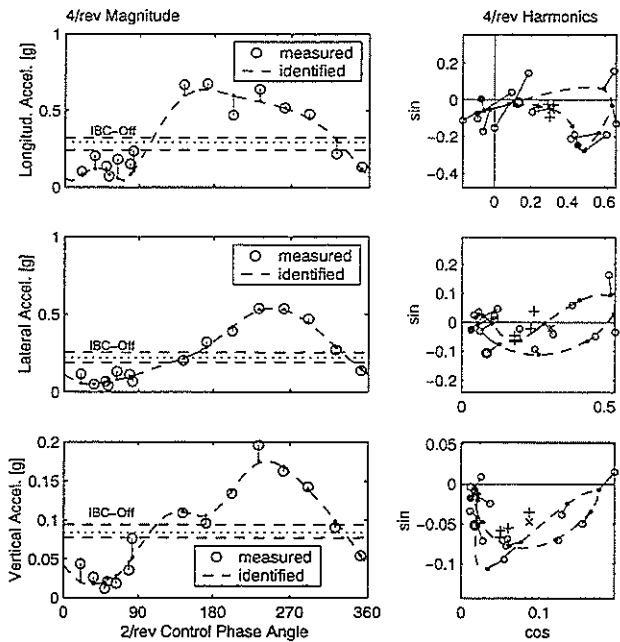 4/rev Magnitude
4/rev Harmonics
1
0.5
0
Longitud. Accel. [g]
measured
identified
IBC-Off
0.2
0
-0.2
-0.4
sin
0 0.2 0.4 0.6
1
0.5
0
Lateral Accel. [g]
measured
identified
IBC-Off
0.2
0.1
0
-0.1
-0.2
sin
0 0.5
0.2
0.15
0.1
0.05
0
Vertical Accel. [g]
IBC-Off
measured
identified
0 90 180 270 360
2/rev Control Phase Angle
0.05
0
-0.05
-0.1
sin
0 0.1
cos